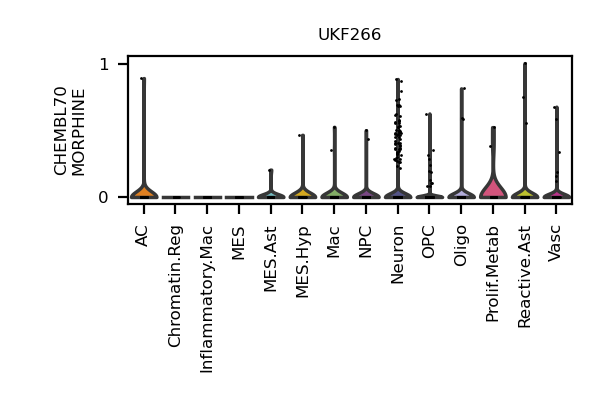 UKF266
CHEMBL70
MORPHINE
1
0
AC
Chromatin.Reg
Inflammatory.Mac
MES
MES.Ast
MES.Hyp
Mac
NPC
Neuron
OPC
Oligo
Prolif.Metab
Reactive.Ast
Vasc